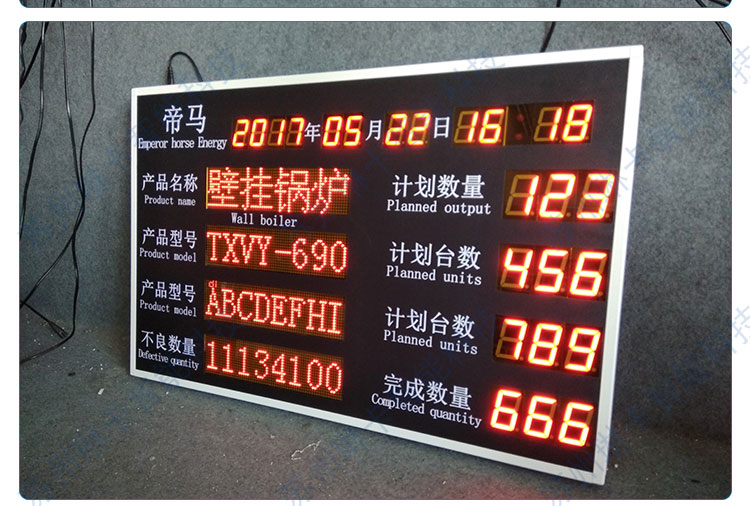 帝马
Emperor horse Energy
2017年05月22日 16 18
产品名称
Product name
壁挂锅炉
Wall boiler
计划数量
Planned output
123
产品型号
Product model
TXVY-690
计划台数
Planned units
456
产品型号
Product model
ABCDEFHI
计划台数
Planned units
789
不良数量
Defective quantity
11134100
完成数量
Completed quantity
666